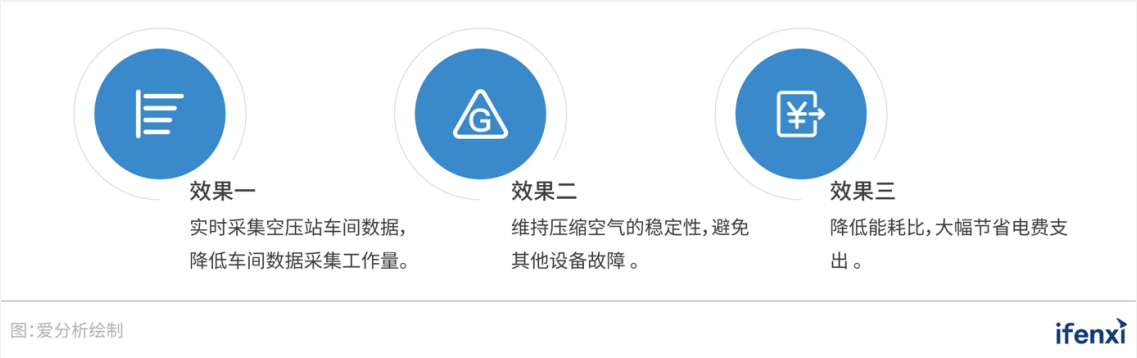 G
¥
效果一
实时采集空压站车间数据，
降低车间数据采集工作量。
效果二
维持压缩空气的稳定性，避免
其他设备故障 。
效果三
降低能耗比，大幅节省电费支
出 。
图：爱分析绘制
ifenxi